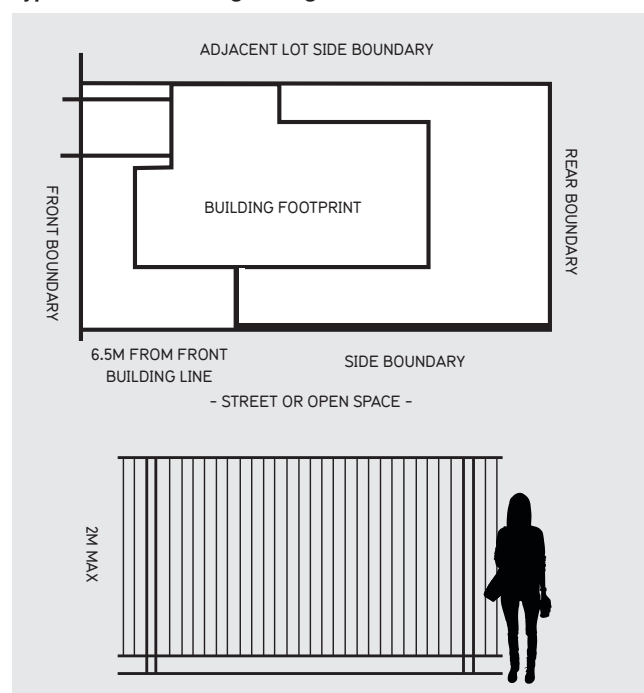 ADJACENT LOT SIDE BOUNDARY
FRONT BOUNDARY
BUILDING FOOTPRINT
REAR BOUNDARY
6.5M FROM FRONT
BUILDING LINE
SIDE BOUNDARY
- STREET OR OPEN SPACE -
2M MAX